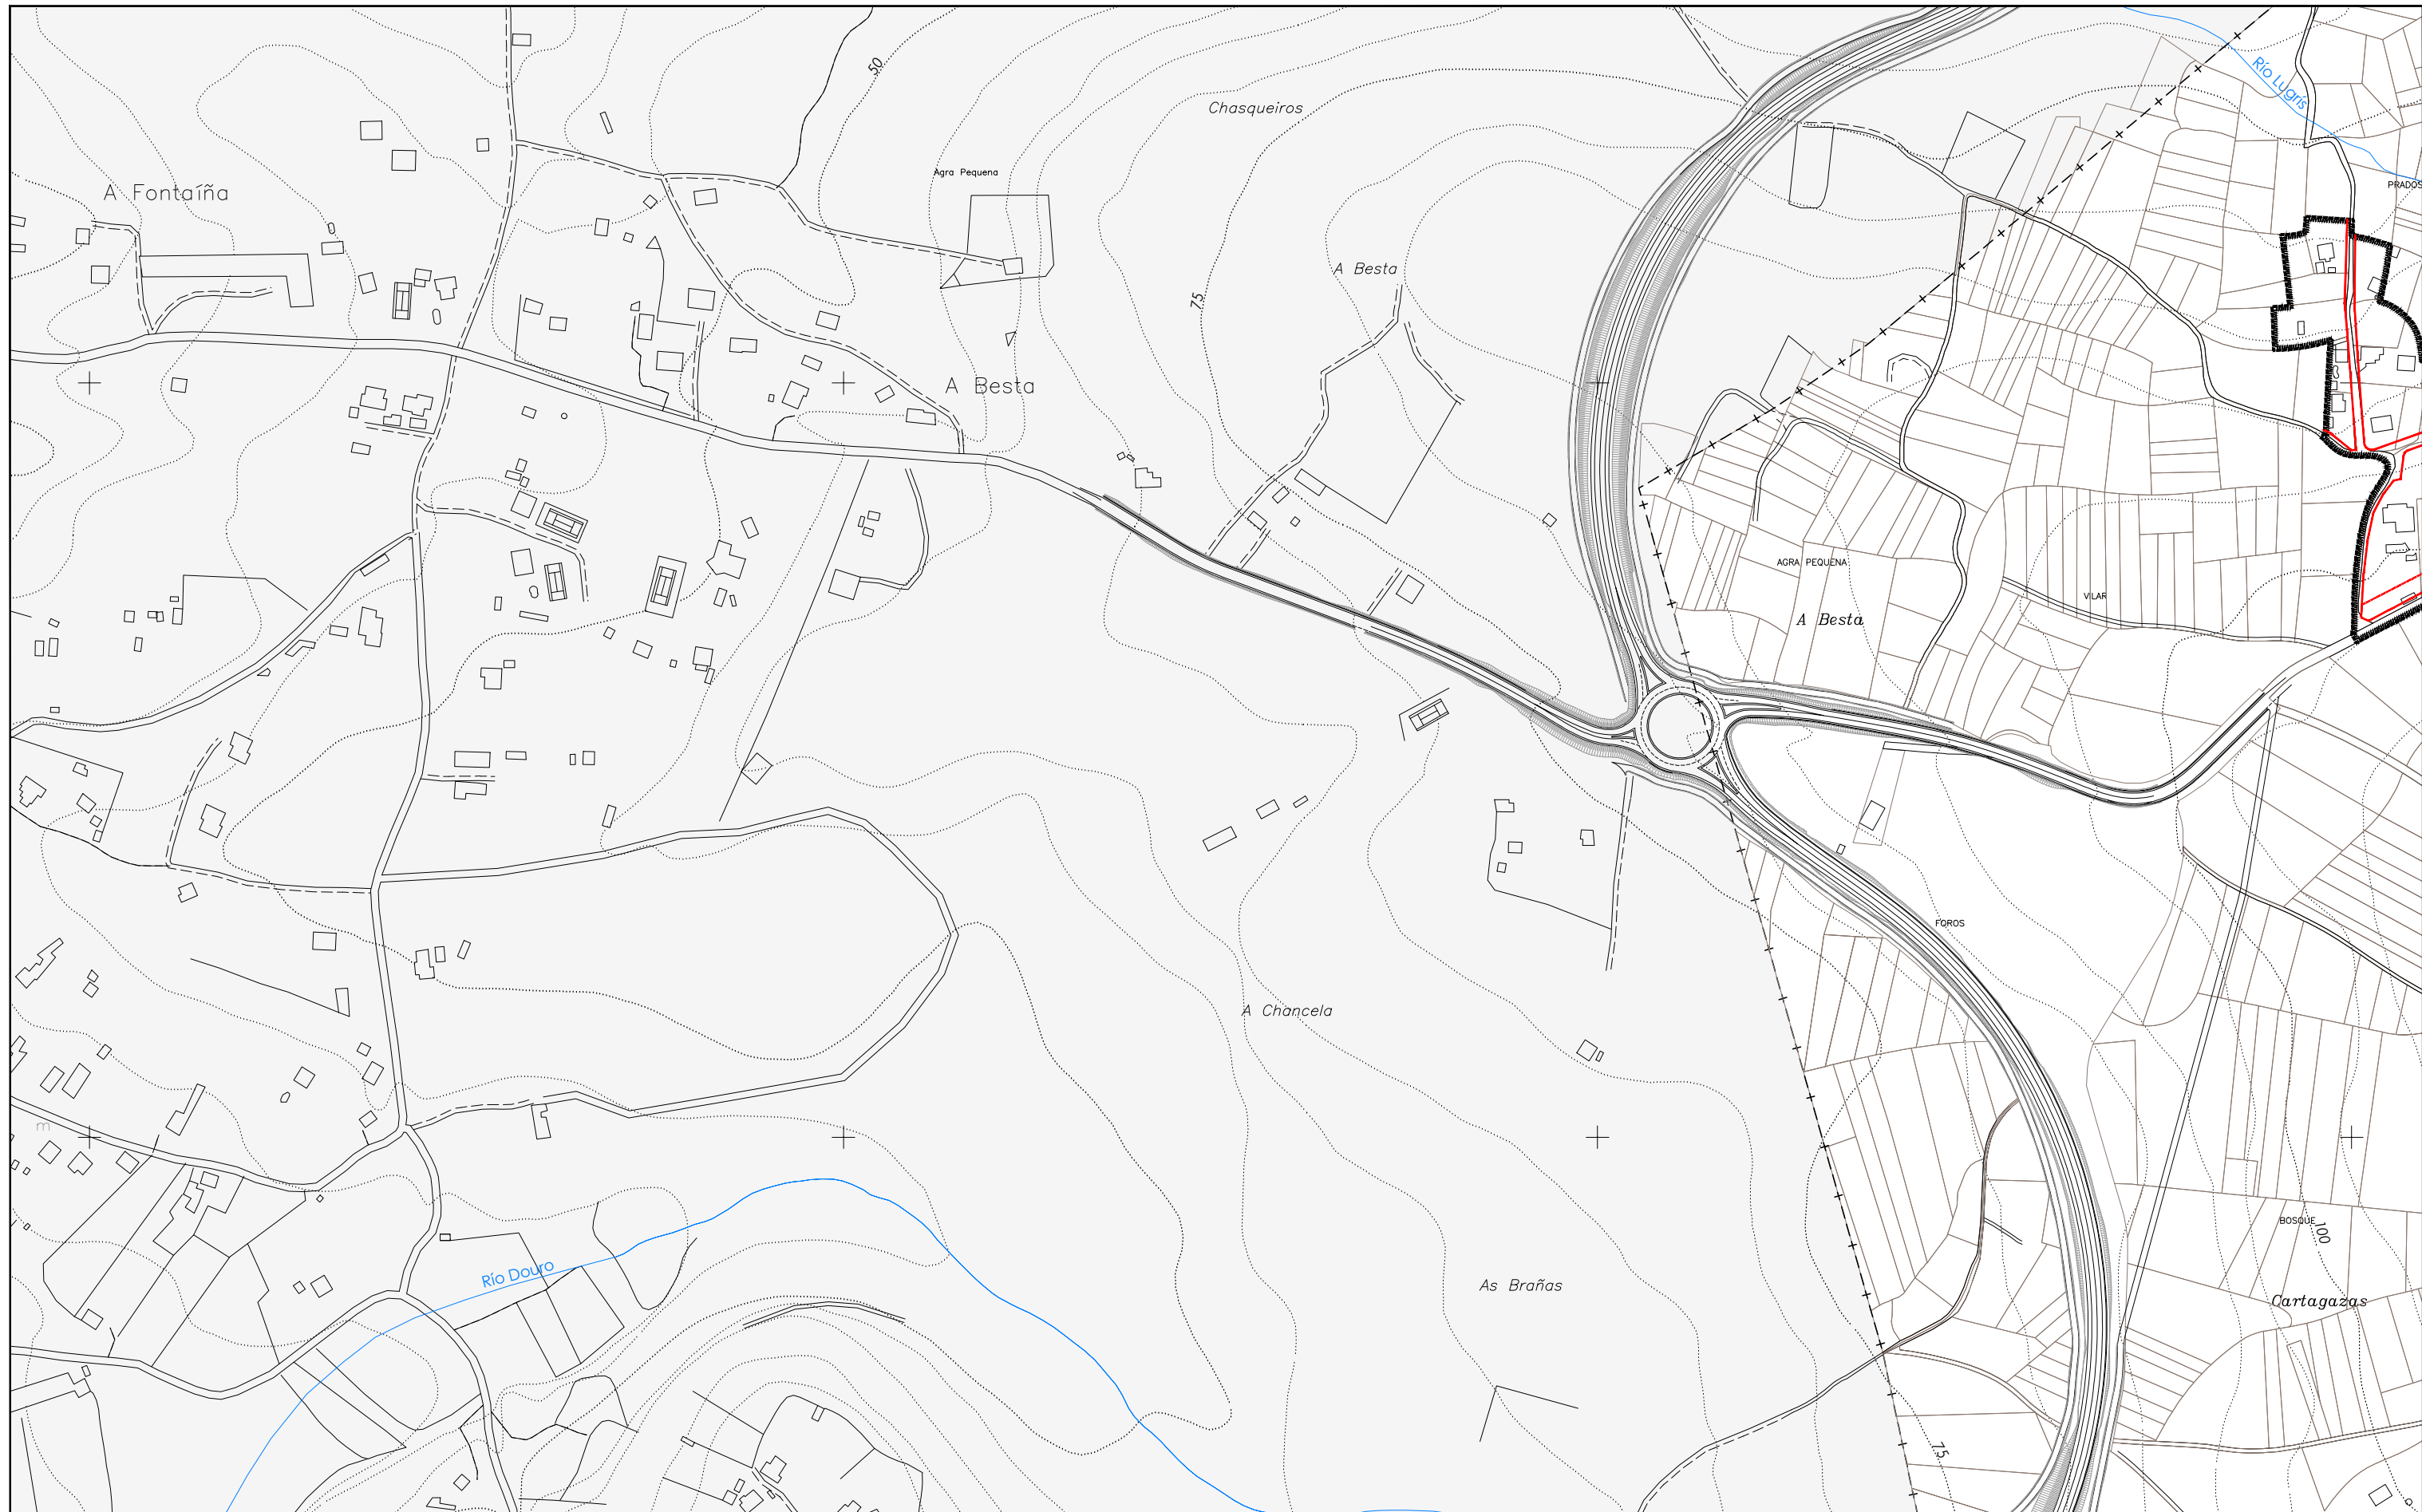 50
Río Lugrís
Chasqueiros
Agra Pequena
PRADOS
A Fontaíña
A Besta
75
A Besta
AGRA PEQUENA
VILAR
A Besta
FOROS
A Chancela
m
BOSQUE
100
Río Douro
As Brañas
Cartagazas
75